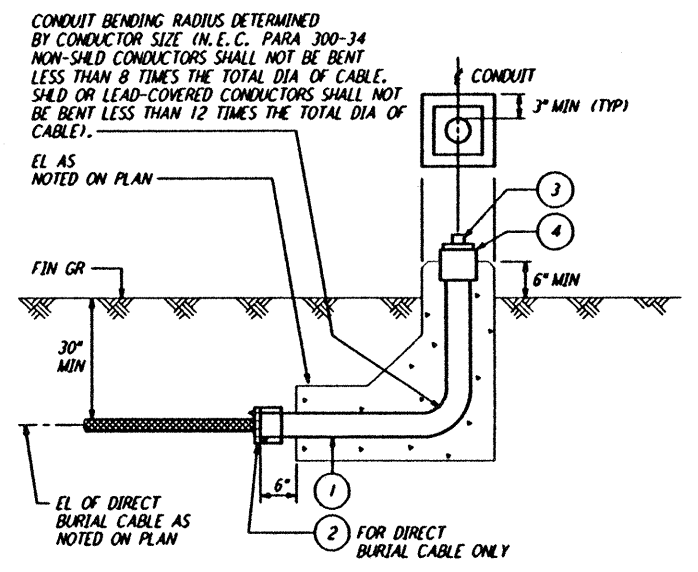 CONDUIT BENDING RADIUS DETERMINED
BY CONDUCTOR SIZE (N.E.C. PARA 300-34
NON-SHLD CONDUCTORS SHALL NOT BE BENT
LESS THAN 8 TIMES THE TOTAL DIA OF CABLE.
SHLD OR LEAD-COVERED CONDUCTORS SHALL NOT
BE BENT LESS THAN 12 TIMES THE TOTAL DIA OF
CABLE).
EL AS
NOTED ON PLAN
℄ CONDUIT
3" MIN (TYP)
3
4
FIN GR
6" MIN
30"
MIN
6"
1
EL OF DIRECT
BURIAL CABLE AS
NOTED ON PLAN
2 FOR DIRECT
BURIAL CABLE ONLY